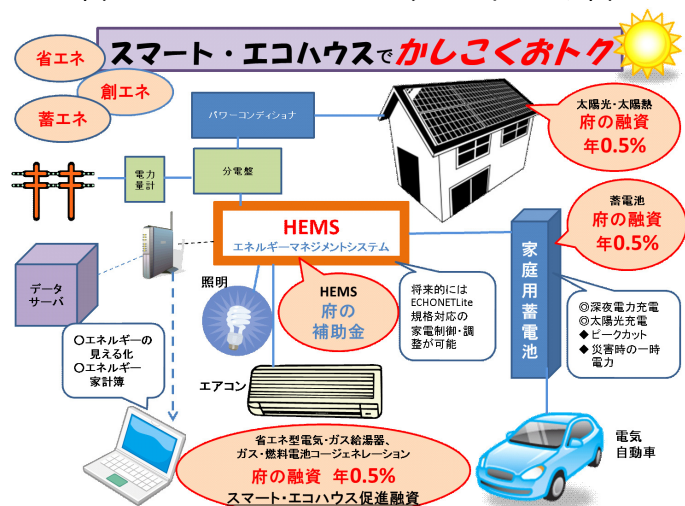 スマート・エコハウスでかしこくおトク
省エネ
創エネ
蓄エネ
パワーコンディショナ
太陽光・太陽熱
府の融資
年0.5%
電力
量計
分電盤
蓄電池
府の融資
年0.5%
HEMS
エネルギーマネジメントシステム
家庭用蓄電池
データ
サーバ
照明
HEMS
府の
補助金
将来的には
ECHONETLite
規格対応の
家電制御・調
整が可能
◎深夜電力充電
◎太陽光充電
◆ピークカット
◆災害時の一時
電力
〇エネルギーの
見える化
〇エネルギー
家計簿
エアコン
電気
自動車
省エネ型電気・ガス給湯器、
ガス・燃料電池コージェネレーション
府の融資 年0.5%
スマート・エコハウス促進融資